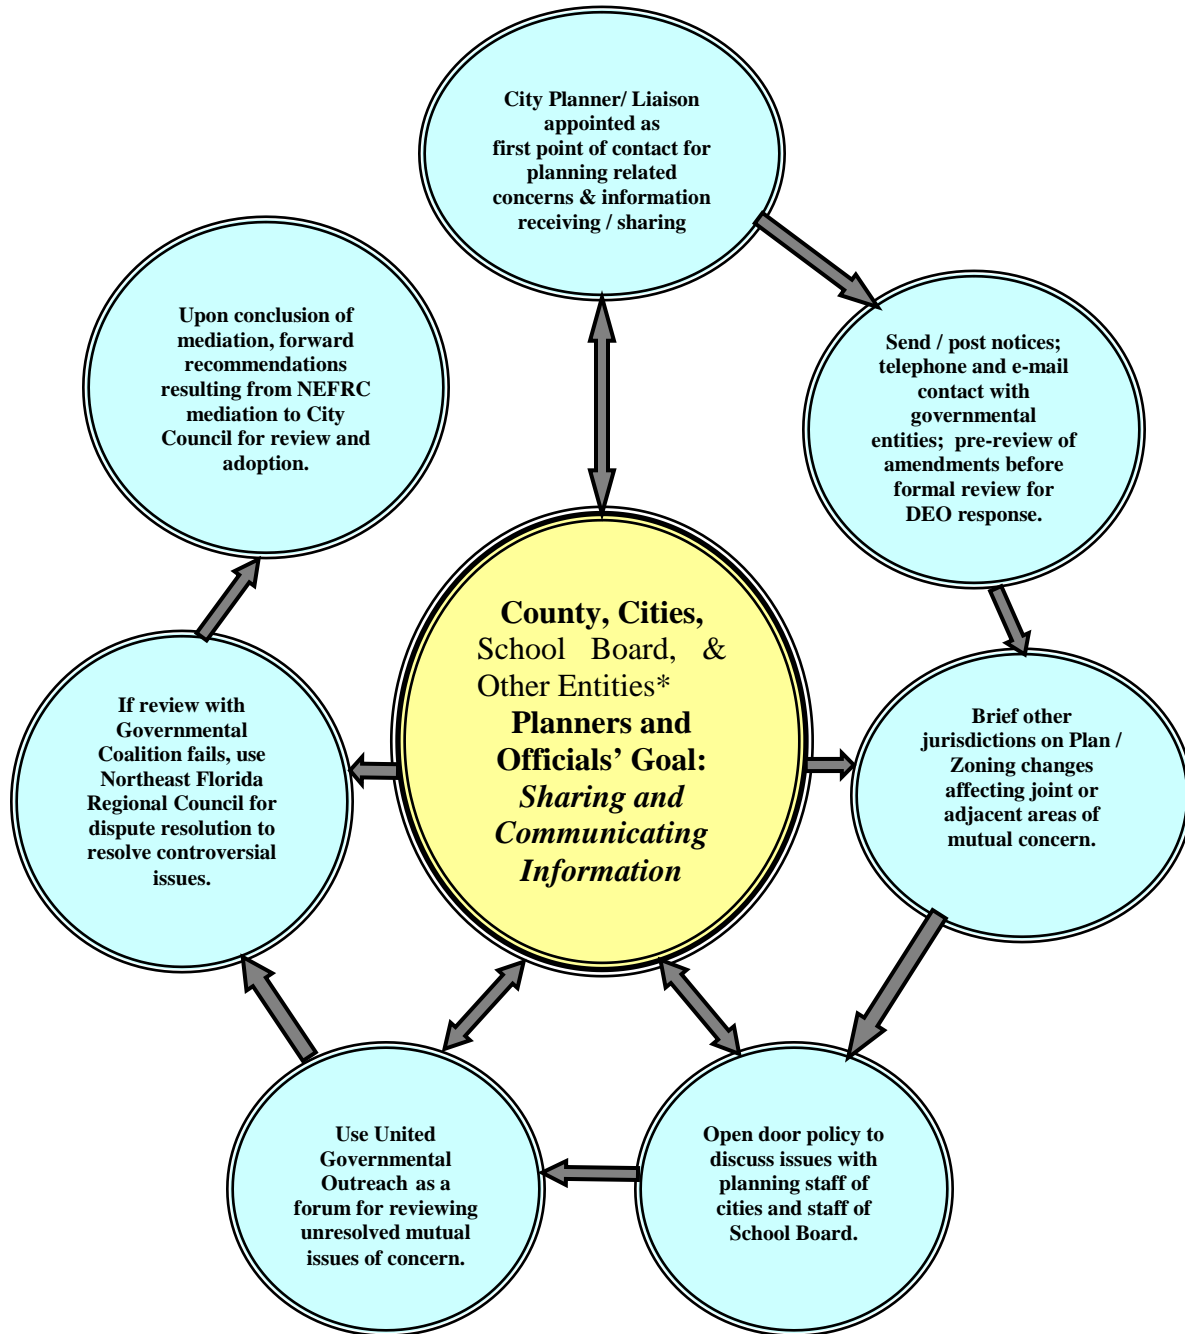 City Planner/ Liaison
appointed as
first point of contact for
planning related
concerns & information
receiving / sharing
Send / post notices;
telephone and e-mail
contact with
governmental
entities; pre-review of
amendments before
formal review for
DEO response.
Brief other
jurisdictions on Plan /
Zoning changes
affecting joint or
adjacent areas of
mutual concern.
Open door policy to
discuss issues with
planning staff of
cities and staff of
School Board.
Use United
Governmental
Outreach as a
forum for reviewing
unresolved mutual
issues of concern.
If review with
Governmental
Coalition fails, use
Northeast Florida
Regional Council for
dispute resolution to
resolve controversial
issues.
Upon conclusion of
mediation, forward
recommendations
resulting from NEFRC
mediation to City
Council for review and
adoption.
County, Cities,
School Board, &
Other Entities*
Planners and
Officials’ Goal:
Sharing and
Communicating
Information